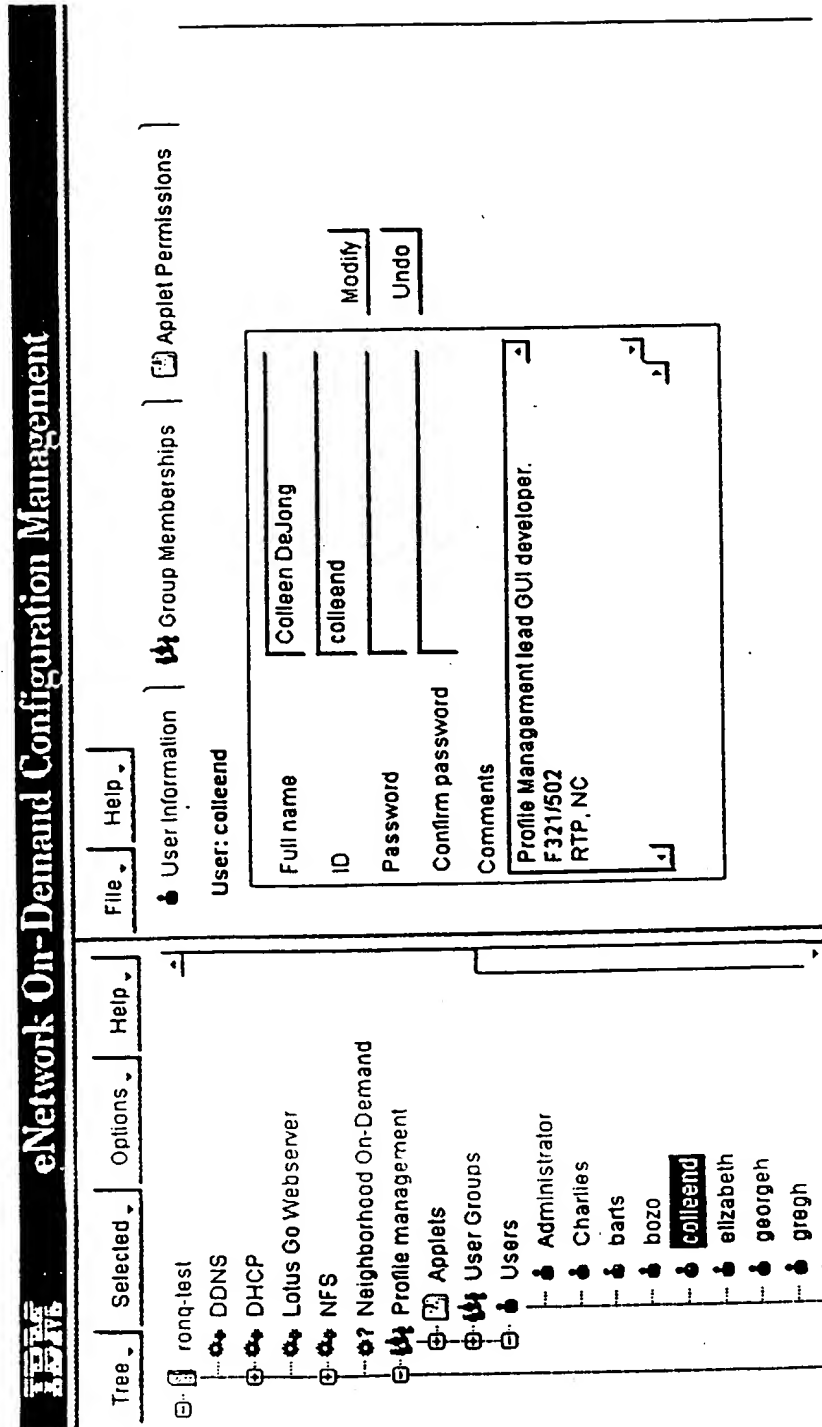 IBM eNetwork On-Demand Configuration Management
Tree Selected Options Help
ronq-test
DDNS
DHCP
Lotus Go Webserver
NFS
? Neighborhood On-Demand
Profile management
Applets
User Groups
Users
Administrator
Charlies
barts
bozo
colleend
elizabeth
georgeh
gregh
File Help
User Information Group Memberships Applet Permissions
User: colleend
Full name Colleen DeJong
ID colleend
Password
Confirm password
Modify
Undo
Comments
Profile Management lead GUI developer.
F321/502
RTP, NC